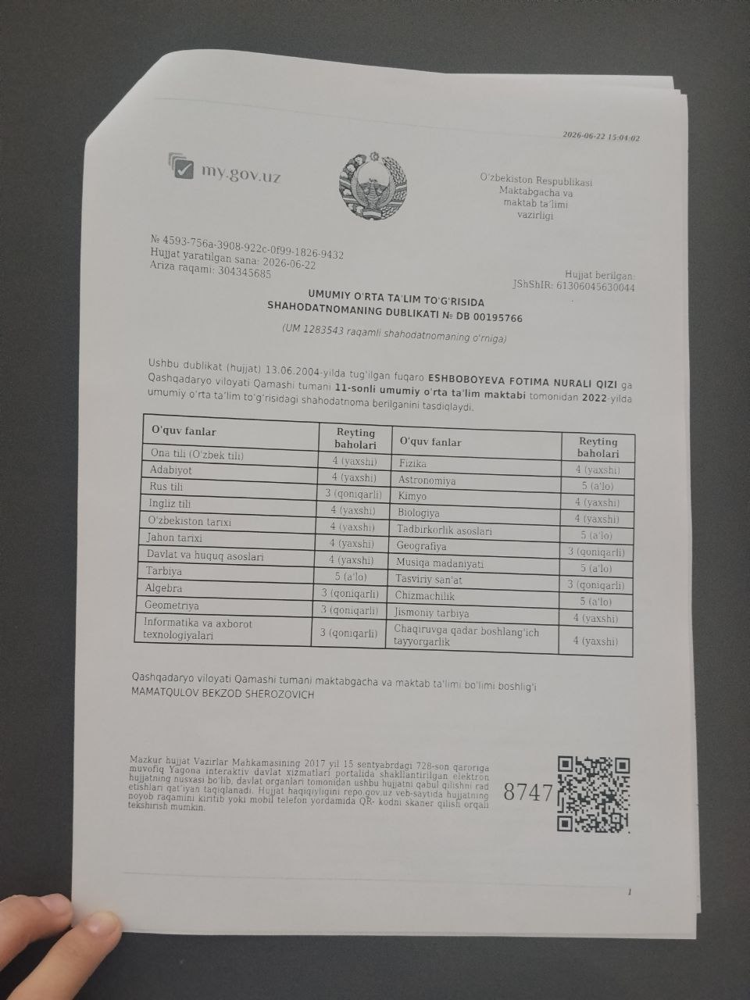 2026-06-22 15:04:02
my.gov.uz
O'zbekiston Respublikasi
Maktabgacha va
maktab ta'limi
vazirligi
№ 4593-756a-3908-922c-0f99-1826-9432
Hujjat yaratilgan sana: 2026-06-22
Ariza raqami: 304345685
Hujjat berilgan:
JShShIR: 61306045630044
UMUMIY O'RTA TA'LIM TO'G'RISIDA
SHAHODATNOMANING DUBLIKATI № DB 00195766
(UM 1283543 raqamli shahodatnomaning o'rniga)
Ushbu dublikat (hujjat) 13.06.2004-yilda tug'ilgan fuqaro ESHBOBOYEVA FOTIMA NURALI QIZI ga
Qashqadaryo viloyati Qamashi tumani 11-sonli umumiy o'rta ta'lim maktabi tomonidan 2022-yilda
umumiy o'rta ta'lim to'g'risidagi shahodatnoma berilganini tasdiqlaydi.
O'quv fanlar Reyting baholari O'quv fanlar Reyting baholari
Ona tili (O'zbek tili) 4 (yaxshi) Fizika 4 (yaxshi)
Adabiyot 4 (yaxshi) Astronomiya 5 (a'lo)
Rus tili 3 (qoniqarli) Kimyo 4 (yaxshi)
Ingliz tili 4 (yaxshi) Biologiya 4 (yaxshi)
O'zbekiston tarixi 4 (yaxshi) Tadbirkorlik asoslari 5 (a'lo)
Jahon tarixi 4 (yaxshi) Geografiya 3 (qoniqarli)
Davlat va huquq asoslari 4 (yaxshi) Musiqa madaniyati 5 (a'lo)
Tarbiya 5 (a'lo) Tasviriy san'at 3 (qoniqarli)
Algebra 3 (qoniqarli) Chizmachilik 5 (a'lo)
Geometriya 3 (qoniqarli) Jismoniy tarbiya 4 (yaxshi)
Informatika va axborot texnologiyalari 3 (qoniqarli) Chaqiruvga qadar boshlang'ich tayyorgarlik 4 (yaxshi)
Qashqadaryo viloyati Qamashi tumani maktabgacha va maktab ta'limi bo'limi boshlig'i
MAMATQULOV BEKZOD SHEROZOVICH
Mazkur hujjat Vazirlar Mahkamasining 2017 yil 15 sentyabrdagi 728-son qaroriga
muvofiq Yagona interaktiv davlat xizmatlari portalida shakllantirilgan elektron
hujjatning nusxasi bo'lib, davlat organlari tomonidan ushbu hujjatni qabul qilishni rad
etishlari qat'iyan taqiqlanadi. Hujjat haqiqiyligini repo.gov.uz veb-saytida hujjatning
noyob raqamini kiritib yoki mobil telefon yordamida QR- kodni skaner qilish orqali
tekshirish mumkin.
8747
1